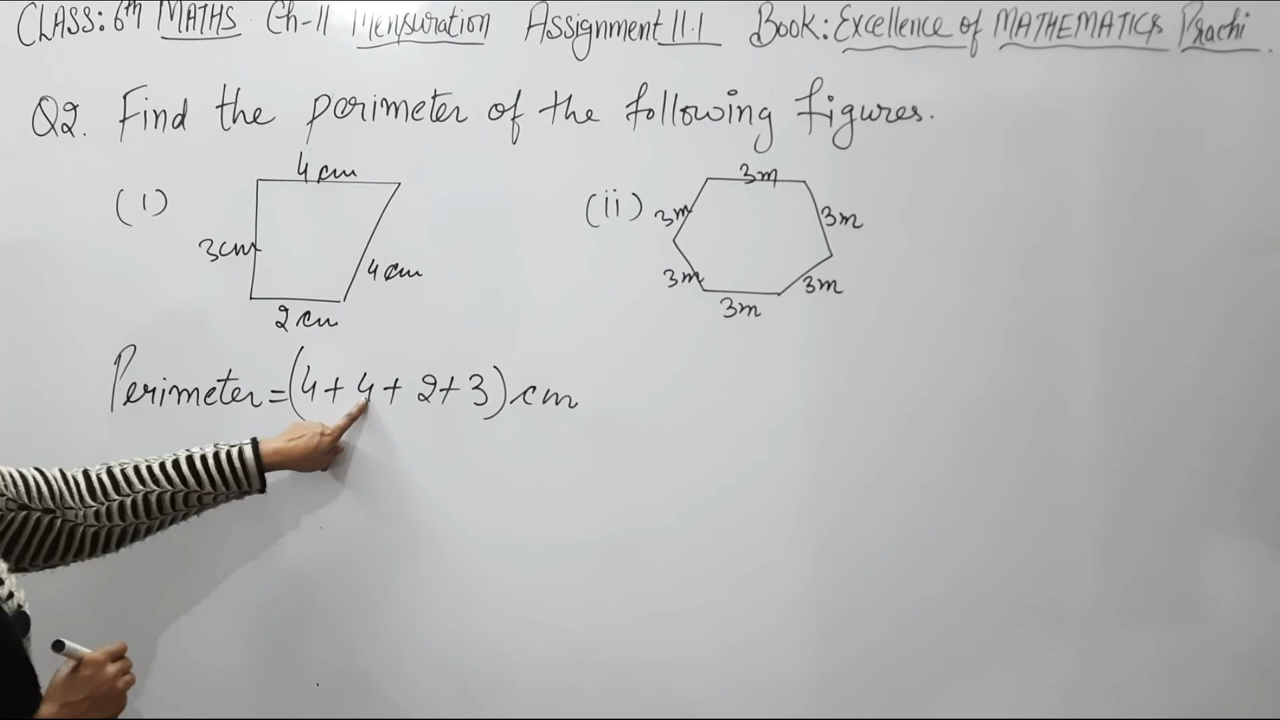 CLASS: 6th MATHS Ch-11 Mensuration Assignment 11.1 Book: Excellence of MATHEMATICS Prachi
Q2. Find the perimeter of the following figures.
(i) 4 cm
3cm
4 cm
2 cm
(ii) 3m
3m
3m
3m
3m
3m
Perimeter = (4 + 4 + 2 + 3) cm